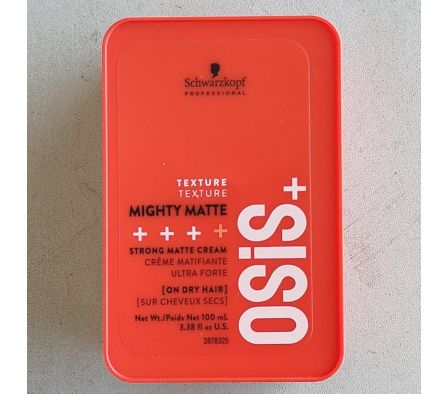 Schwarzkopf
PROFESSIONAL
TEXTURE
TEXTURE
MIGHTY MATTE
+ + + +
STRONG MATTE CREAM
CRÈME MATIFIANTE
ULTRA FORTE
[ON DRY HAIR]
[SUR CHEVEUX SECS]
Net Wt./Poids Net 100 mL
3.38 fl oz U.S.
2878325
OSiS+